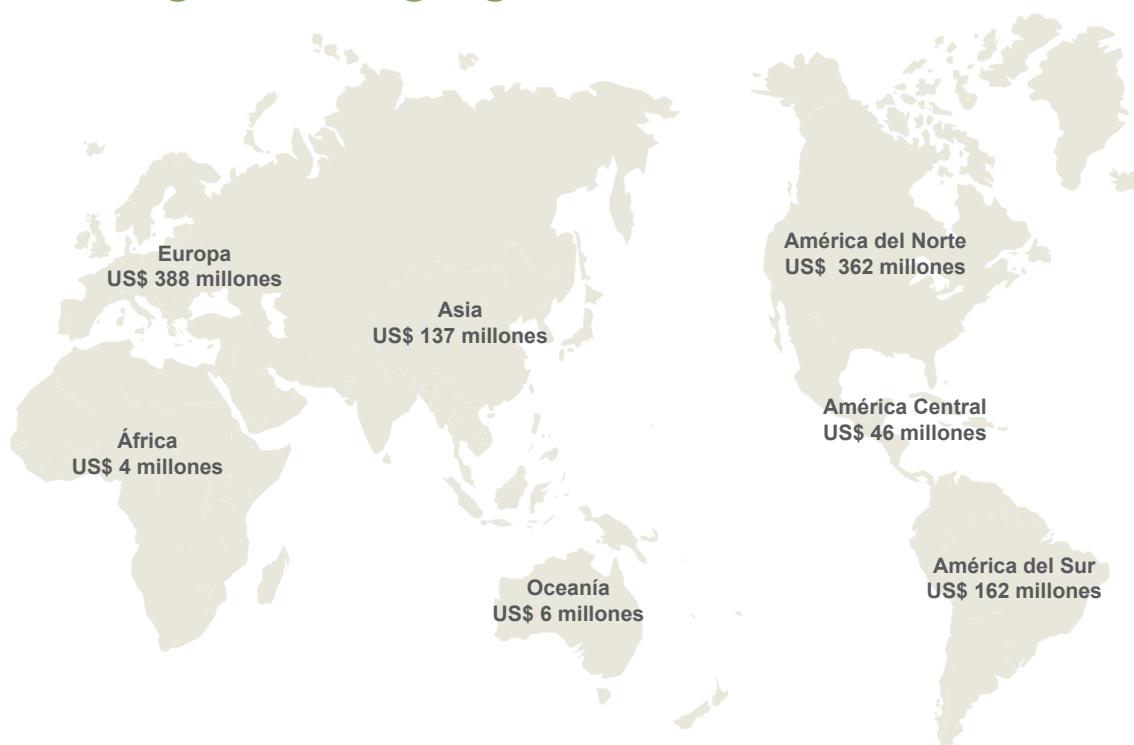 Europa
US$ 388 millones
América del Norte
US$  362 millones
Asia
US$ 137 millones
América Central
US$ 46 millones
África
US$ 4 millones
América del Sur
US$ 162 millones
Oceanía
US$ 6 millones